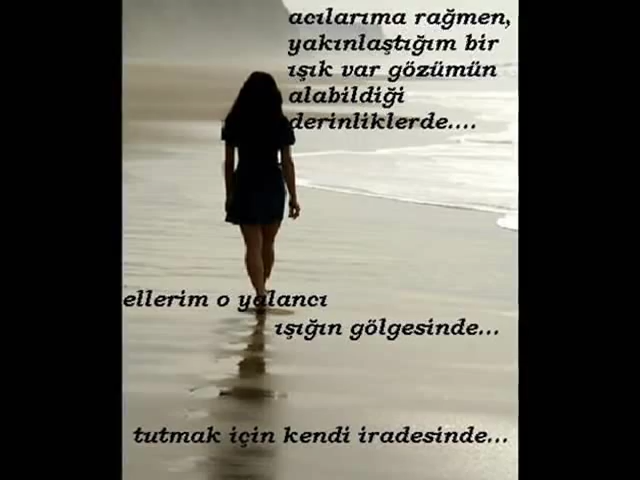 acılarıma rağmen,
yakınlaştığım bir
ışık var gözümün
alabildiği
derinliklerde....
ellerim o yalancı
ışığın gölgesinde...
tutmak için kendi iradesinde...